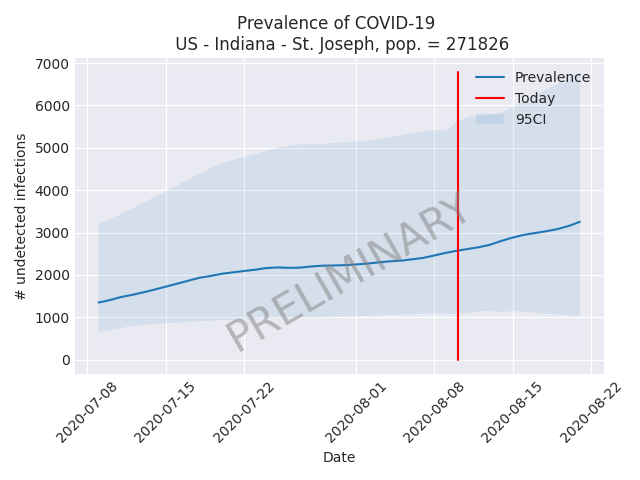 Prevalence of COVID-19
US - Indiana - St. Joseph, pop. = 271826
7000
6000
5000
4000
3000
2000
1000
0
# undetected infections
Prevalence
Today
95CI
PRELIMINARY
2020-07-08
2020-07-15
2020-07-22
2020-08-01
2020-08-08
2020-08-15
2020-08-22
Date